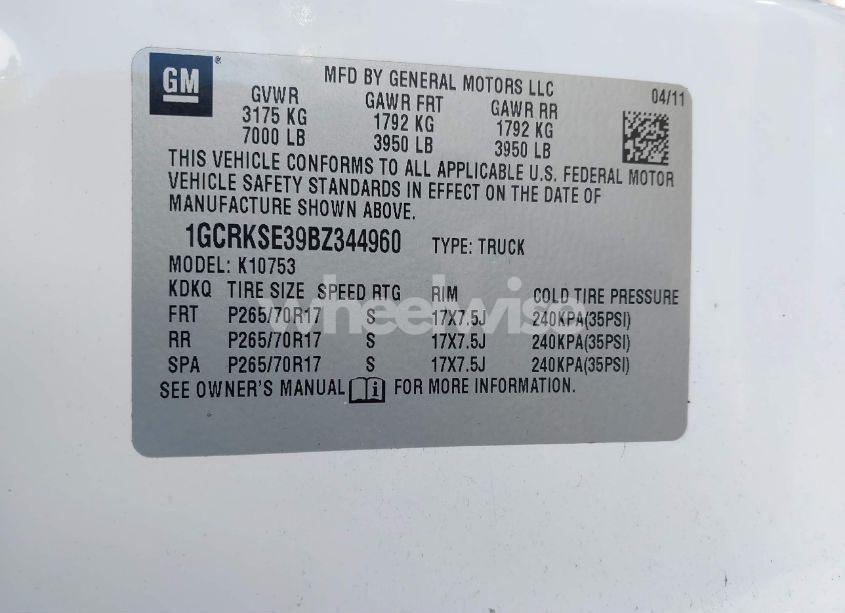 GM®
MFD BY GENERAL MOTORS LLC
04/11
GVWR GAWR FRT GAWR RR
3175 KG 1792 KG 1792 KG
7000 LB 3950 LB 3950 LB
THIS VEHICLE CONFORMS TO ALL APPLICABLE U.S. FEDERAL MOTOR
VEHICLE SAFETY STANDARDS IN EFFECT ON THE DATE OF
MANUFACTURE SHOWN ABOVE.
1GCRKSE39BZ344960 TYPE: TRUCK
MODEL: K10753
KDKQ TIRE SIZE SPEED RTG RIM COLD TIRE PRESSURE
FRT P265/70R17 S 17X7.5J 240KPA(35PSI)
RR P265/70R17 S 17X7.5J 240KPA(35PSI)
SPA P265/70R17 S 17X7.5J 240KPA(35PSI)
SEE OWNER'S MANUAL i FOR MORE INFORMATION.
wheelwise